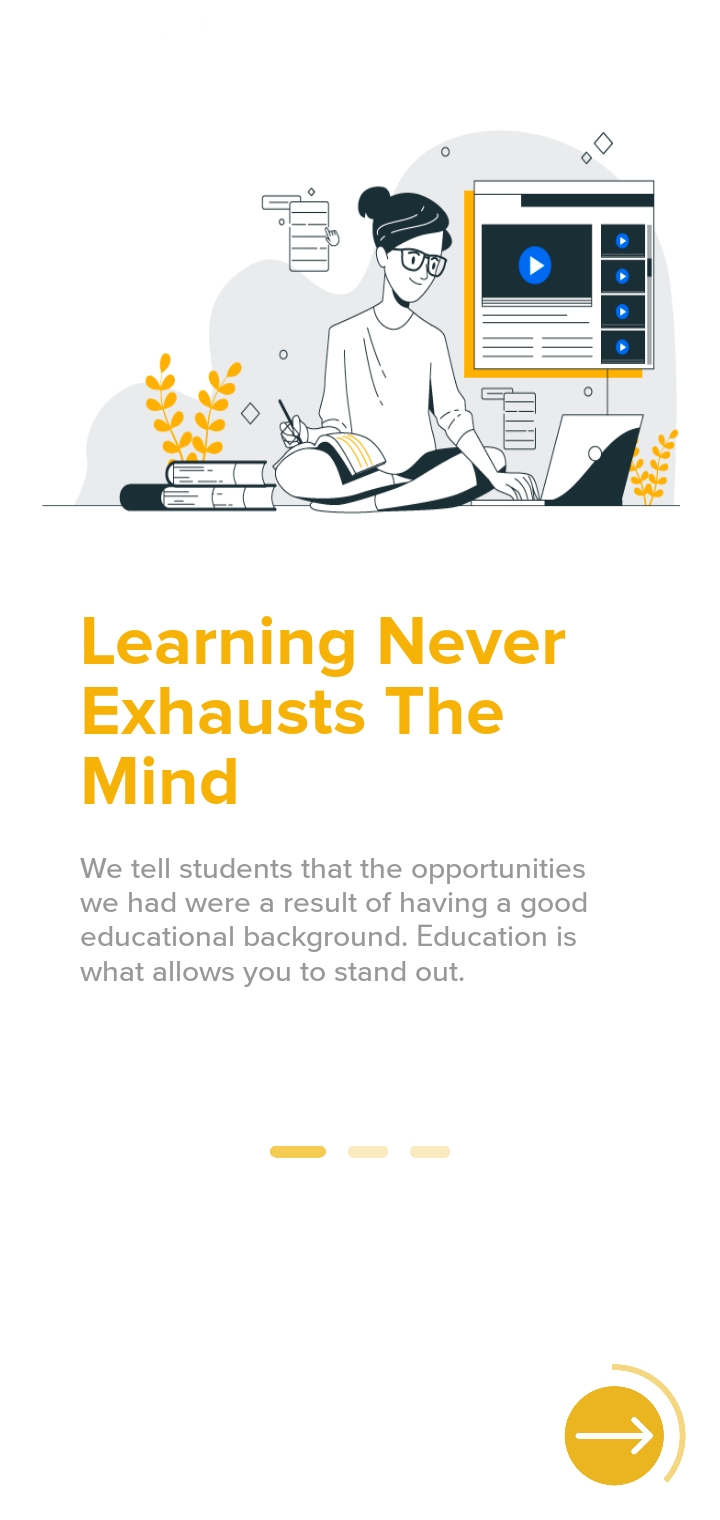 Learning Never
Exhausts The
Mind
We tell students that the opportunities
we had were a result of having a good
educational background. Education is
what allows you to stand out.